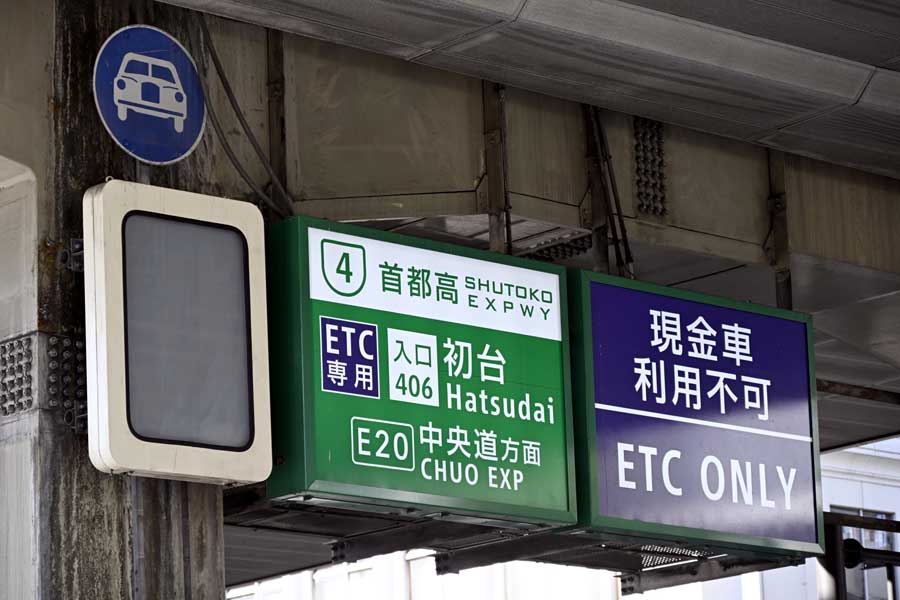 4 首都高 SHUTOKO
EXPWY
ETC
専用
入口
406
初台
Hatsudai
E20 中央道方面
CHUO EXP
現金車
利用不可
ETC ONLY